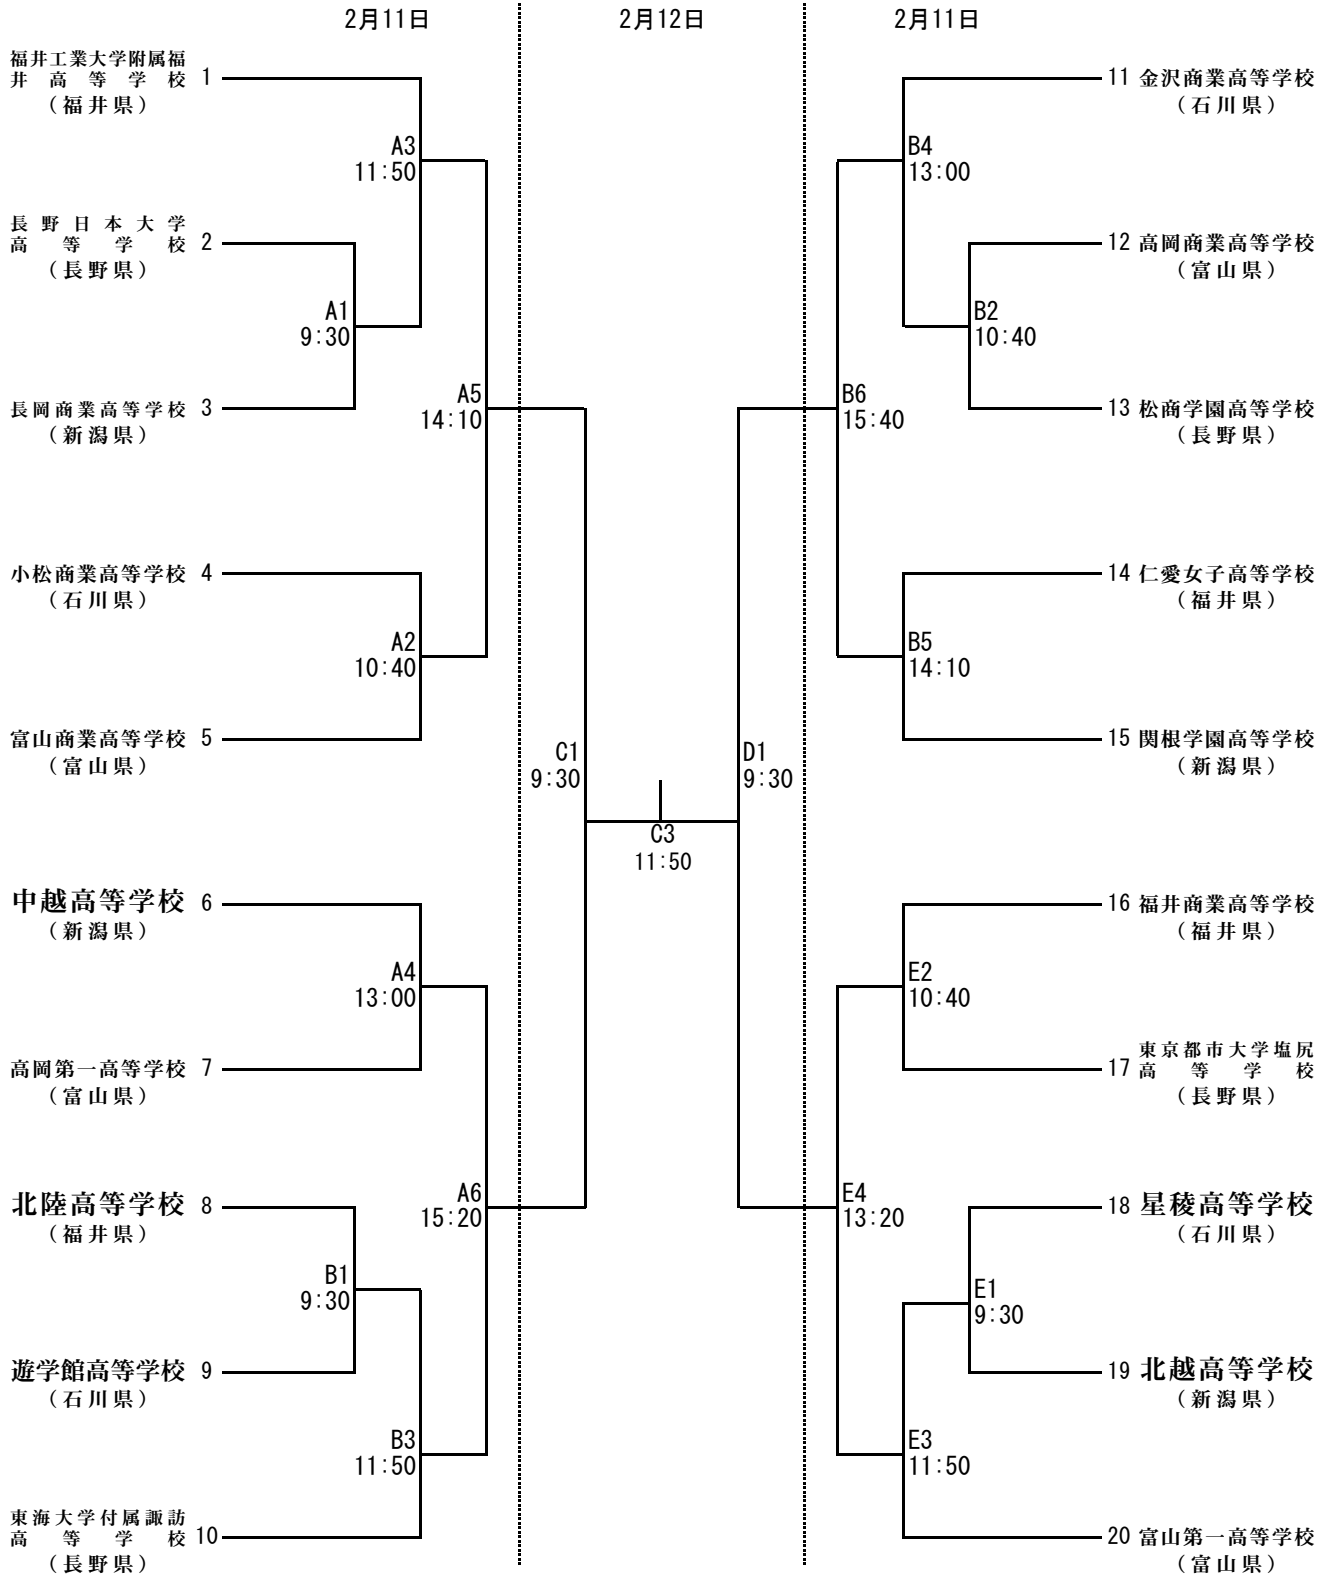 2月11日
2月12日
2月11日
福井工業大学附属福
井高等学校 1
（福井県）
A3
11:50
長野日本大学
高等学校 2
（長野県）
A1
9:30
長岡商業高等学校 3
（新潟県）
A5
14:10
小松商業高等学校 4
（石川県）
A2
10:40
富山商業高等学校 5
（富山県）
C1
9:30
中越高等学校 6
（新潟県）
A4
13:00
高岡第一高等学校 7
（富山県）
北陸高等学校 8
（福井県）
A6
15:20
B1
9:30
遊学館高等学校 9
（石川県）
B3
11:50
東海大学付属諏訪
高等学校 10
（長野県）
C3
11:50
11 金沢商業高等学校
（石川県）
B4
13:00
12 高岡商業高等学校
（富山県）
B2
10:40
13 松商学園高等学校
（長野県）
B6
15:40
14 仁愛女子高等学校
（福井県）
B5
14:10
15 関根学園高等学校
（新潟県）
D1
9:30
16 福井商業高等学校
（福井県）
E2
10:40
東京都市大学塩尻
17 高等学校
（長野県）
E4
13:20
18 星稜高等学校
（石川県）
E1
9:30
19 北越高等学校
（新潟県）
E3
11:50
20 富山第一高等学校
（富山県）